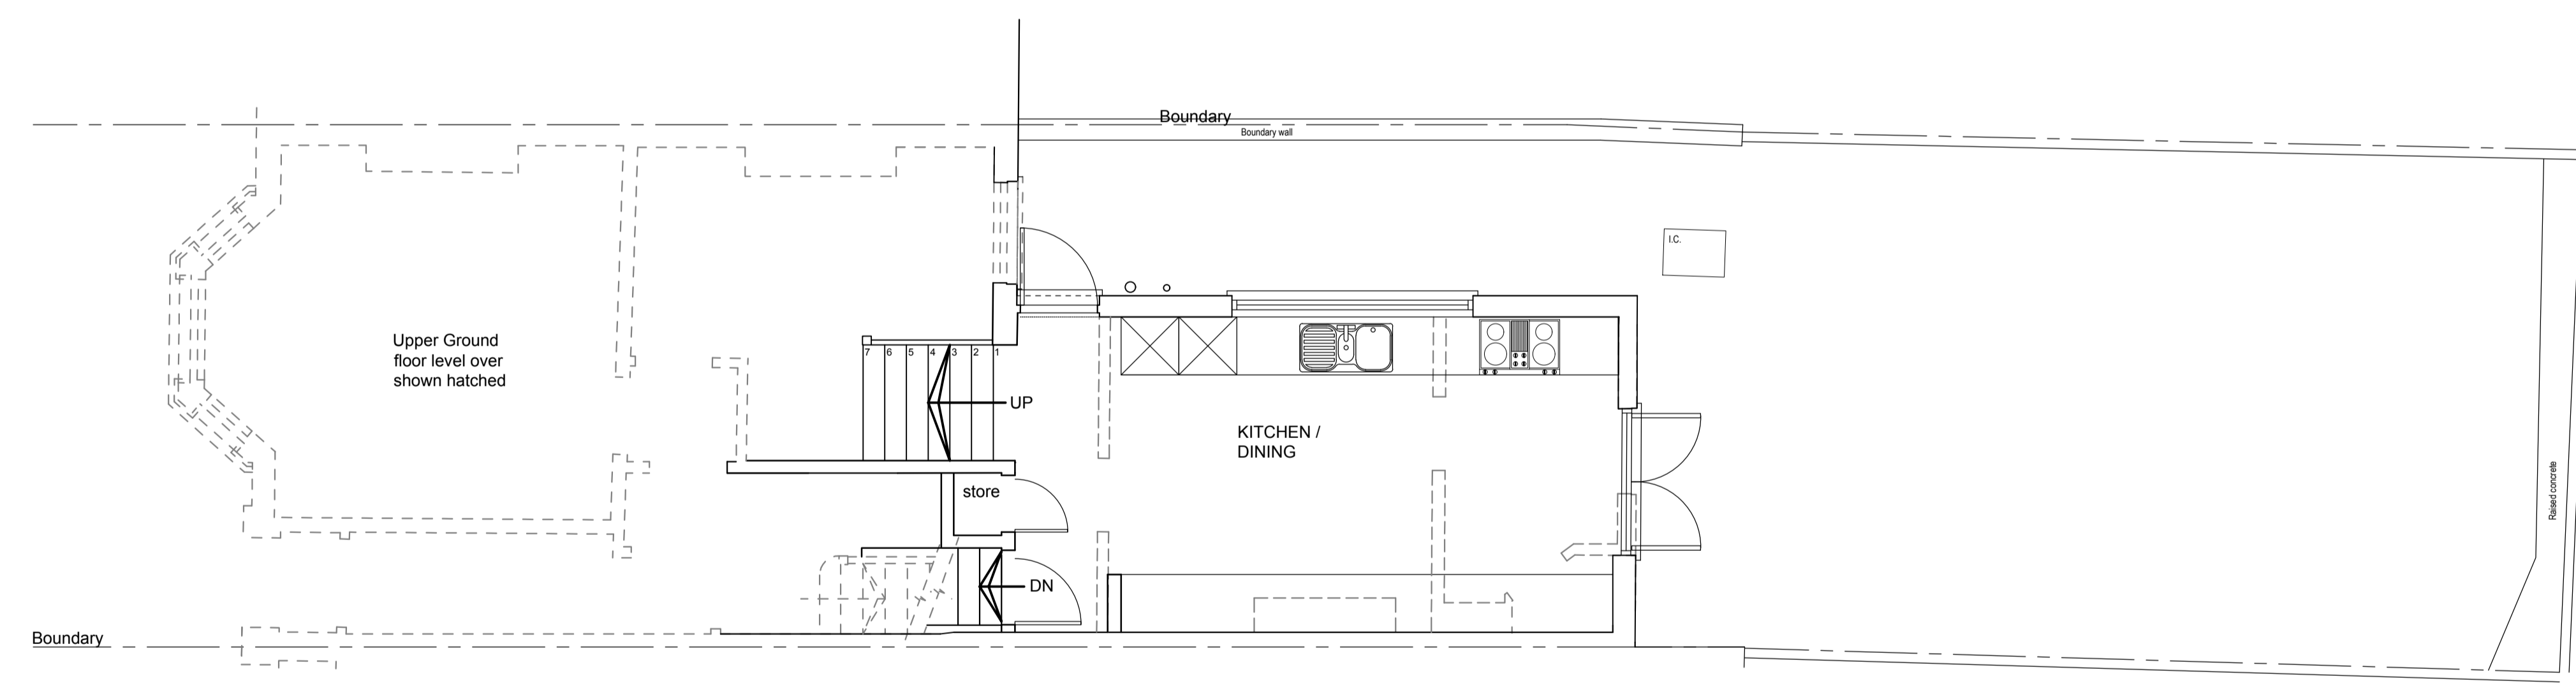 Boundary
Boundary wall
I.C.
Upper Ground
floor level over
shown hatched
7 6 5 4 3 2 1
UP
KITCHEN /
DINING
store
DN
Raised concrete
Boundary